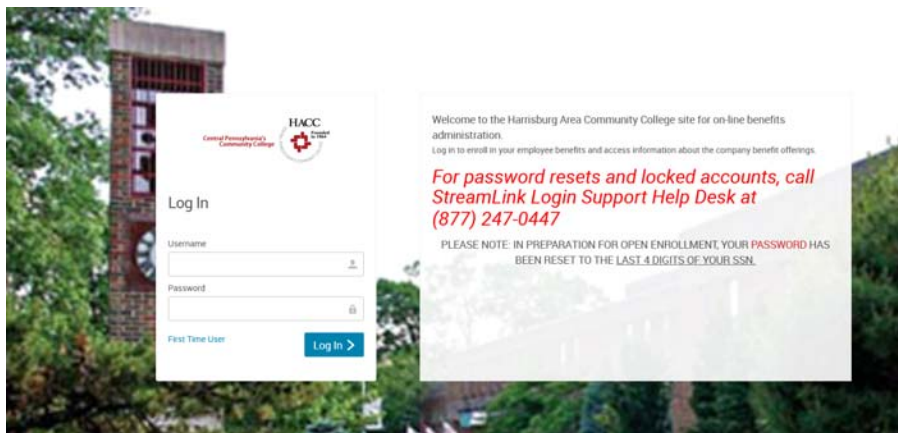 HACC
Central Pennsylvania's
Community College
Founded
in 1964
Log In
Username
Password
First Time User
Log In
Welcome to the Harrisburg Area Community College site for on-line benefits
administration.
Log in to enroll in your employee benefits and access information about the company benefit offerings.
For password resets and locked accounts, call
StreamLink Login Support Help Desk at
(877) 247-0447
PLEASE NOTE: IN PREPARATION FOR OPEN ENROLLMENT, YOUR PASSWORD HAS
BEEN RESET TO THE LAST 4 DIGITS OF YOUR SSN.